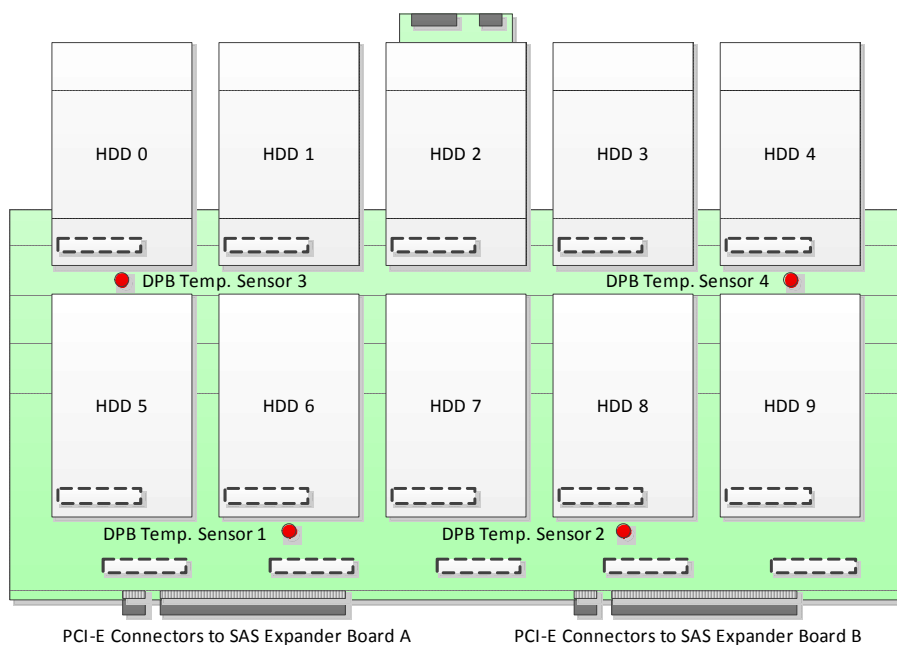 HDD 0
HDD 1
HDD 2
HDD 3
HDD 4
DPB Temp. Sensor 3
DPB Temp. Sensor 4
HDD 5
HDD 6
HDD 7
HDD 8
HDD 9
DPB Temp. Sensor 1
DPB Temp. Sensor 2
PCI-E Connectors to SAS Expander Board A
PCI-E Connectors to SAS Expander Board B